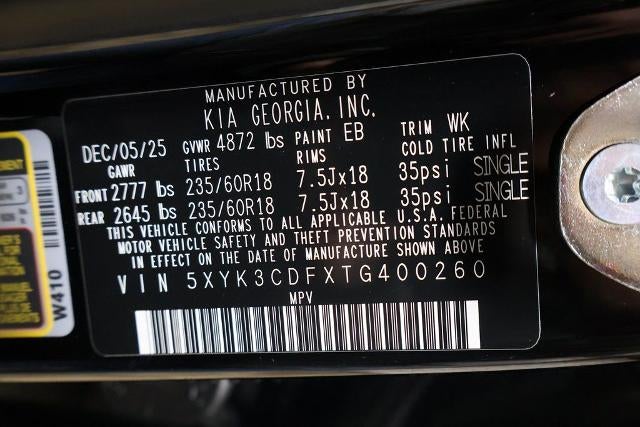 MANUFACTURED BY
KIA GEORGIA, INC.
DEC/05/25 GVWR 4872 lbs PAINT EB TRIM WK
GAWR TIRES RIMS COLD TIRE INFL
FRONT 2777 lbs 235/60R18 7.5Jx18 35psi SINGLE
REAR 2645 lbs 235/60R18 7.5Jx18 35psi SINGLE
THIS VEHICLE CONFORMS TO ALL APPLICABLE U.S.A. FEDERAL
MOTOR VEHICLE SAFETY AND THEFT PREVENTION STANDARDS
IN EFFECT ON THE DATE OF MANUFACTURE SHOWN ABOVE
VIN 5XYK3CDFXTG400260
MPV
W410